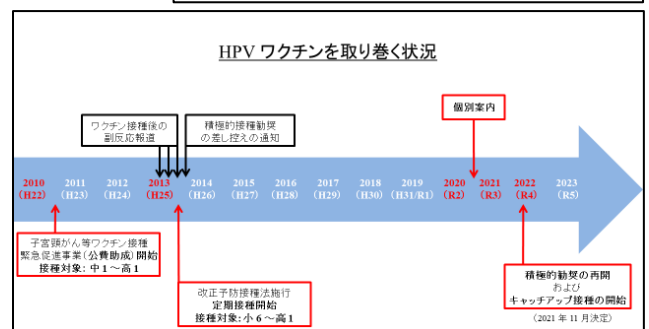 HPV ワクチンを取り巻く状況
ワクチン接種後の
副反応報道
積極的接種勧奨
の差し控えの通知
個別案内
2010
(H22)
2011
(H23)
2012
(H24)
2013
(H25)
2014
(H26)
2015
(H27)
2016
(H28)
2017
(H29)
2018
(H30)
2019
(H31/R1)
2020
(R2)
2021
(R3)
2022
(R4)
2023
(R5)
子宮頸がん等ワクチン接種
緊急促進事業(公費助成)開始
接種対象: 中1～高1
改正予防接種法施行
定期接種開始
接種対象: 小6～高1
積極的勧奨の再開
および
キャッチアップ接種の開始
(2021 年 11 月決定)